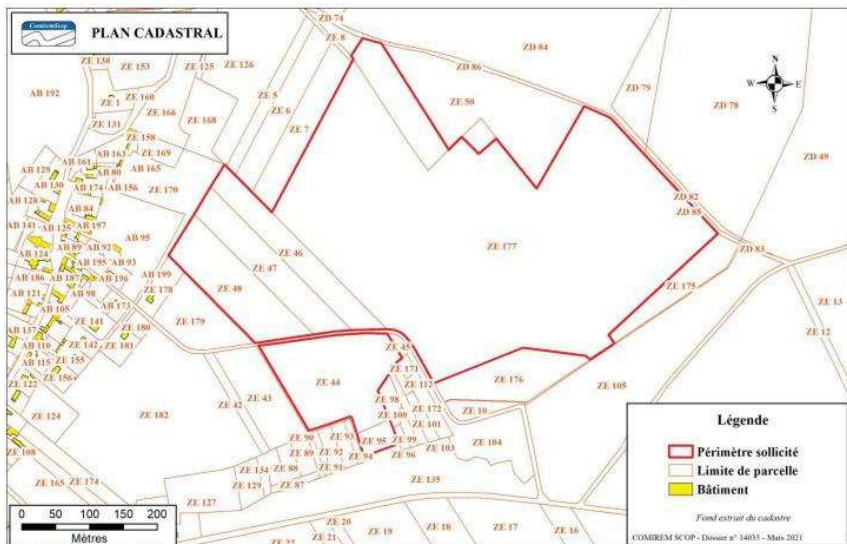 ComiremScop
PLAN CADASTRAL
ZD 74
ZE 8
ZD 84
ZD 86
ZD 79
ZD 78
ZD 49
N
W E
S
ZE 138
ZE 153
ZE 125
ZE 126
AB 192
ZE 1
ZE 160
ZE 166
ZE 5
ZE 6
ZE 7
ZE 50
ZE 131
ZE 168
ZE 158
AB 163
ZE 169
AB 161
AB 165
AB 129
AB 80
AB 130
AB 174
AB 156
ZE 170
AB 128
AB 84
ZD 82
ZD 85
AB 141
AB 125
AB 197
AB 95
AB 124
AB 89
AB 92
ZE 46
ZE 177
ZD 83
AB 195
AB 93
ZE 47
AB 186
AB 187
AB 196
AB 199
ZE 48
ZE 175
AB 121
AB 98
ZE 178
ZE 13
AB 105
AB 173
ZE 179
AB 137
ZE 141
ZE 180
ZE 12
AB 110
ZE 142
ZE 181
ZE 45
AB 115
ZE 155
ZE 171
ZE 122
ZE 156
ZE 44
ZE 112
ZE 176
ZE 105
ZE 43
ZE 98
ZE 42
ZE 172
ZE 10
ZE 124
ZE 182
ZE 100
ZE 101
ZE 90
ZE 93
ZE 95
ZE 99
ZE 104
ZE 108
ZE 89
ZE 92
ZE 94
ZE 96
ZE 103
ZE 134
ZE 88
ZE 91
ZE 165
ZE 174
ZE 129
ZE 87
ZE 135
ZE 127
ZE 20
ZE 19
ZE 18
ZE 17
ZE 16
ZE 21
ZE 22
0 50 100 150 200
Mètres
Légende
Périmètre sollicité
Limite de parcelle
Bâtiment
Fond extrait du cadastre
COMIREM SCOP - Dossier n° 14035 - Mars 2021